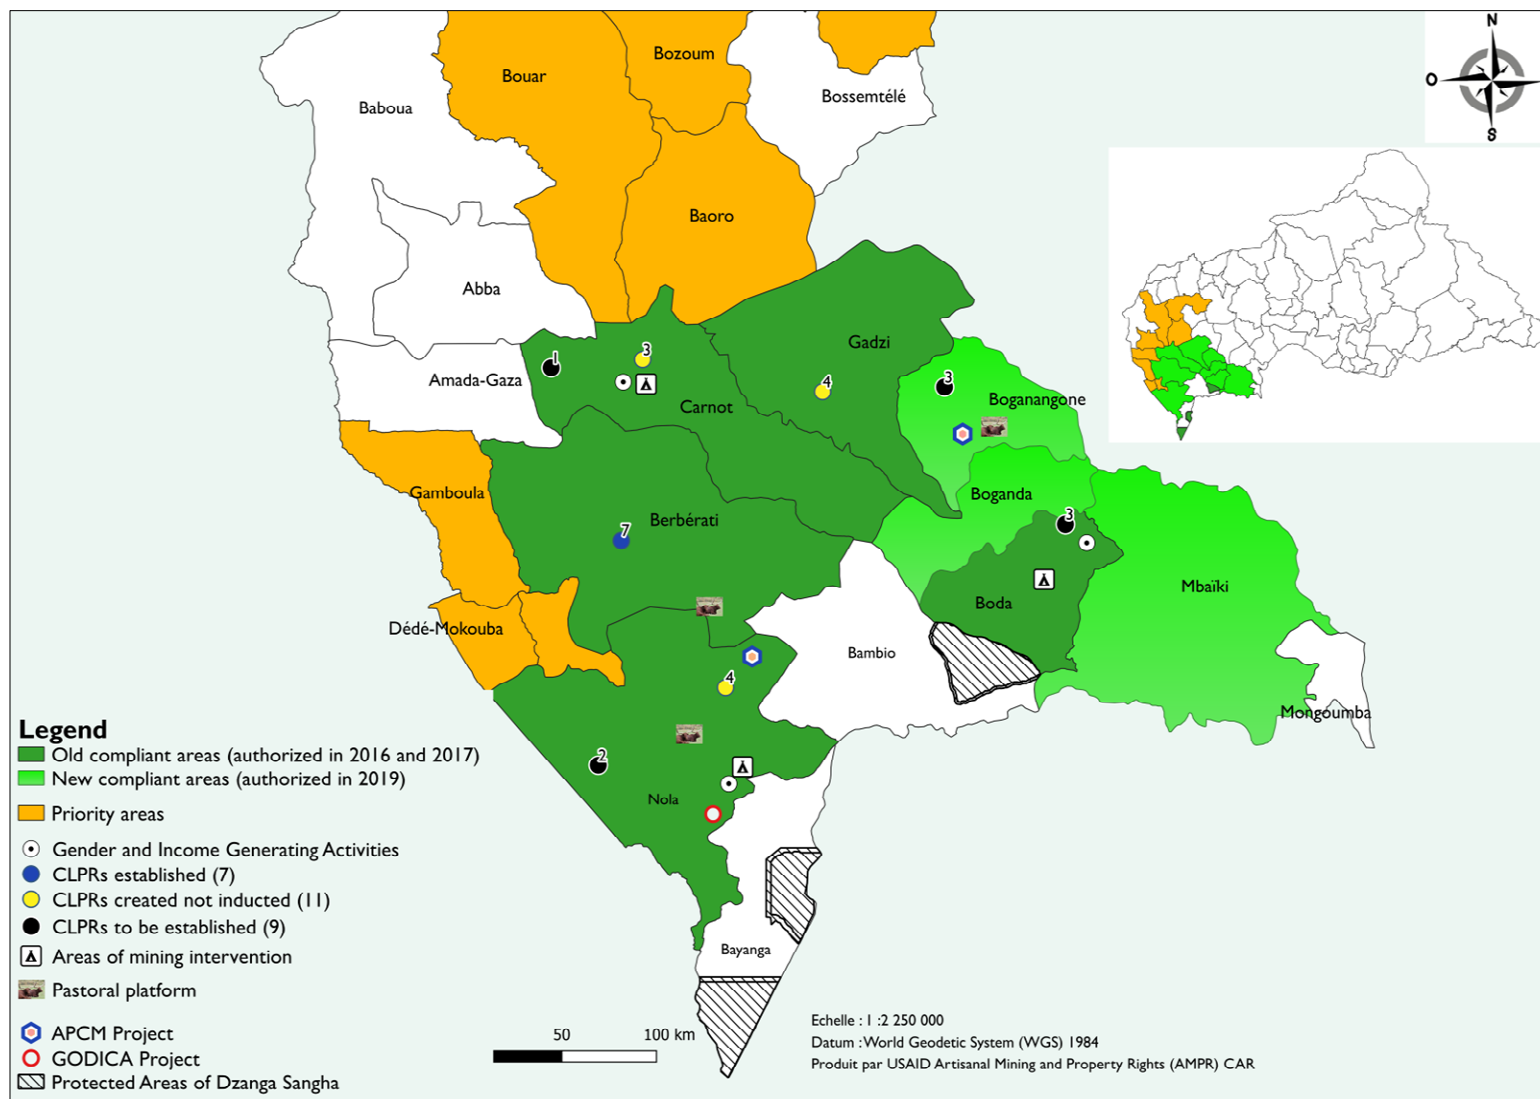 N
O
S
Bouar
Bozoum
Bossemtélé
Baboua
Baoro
Abba
Gadzi
Amada-Gaza
1
3
4
3
Carnot
Boganangone
Gamboula
Berbérati
7
Boganda
3
Mbaïki
Boda
Dédé-Mokouba
Bambio
4
Mongoumba
2
Nola
Bayanga
Legend
Old compliant areas (authorized in 2016 and 2017)
New compliant areas (authorized in 2019)
Priority areas
Gender and Income Generating Activities
CLPRs established (7)
CLPRs created not inducted (11)
CLPRs to be established (9)
Areas of mining intervention
Pastoral platform
APCM Project
GODICA Project
Protected Areas of Dzanga Sangha
50 100 km
Echelle : 1 :2 250 000
Datum : World Geodetic System (WGS) 1984
Produit par USAID Artisanal Mining and Property Rights (AMPR) CAR